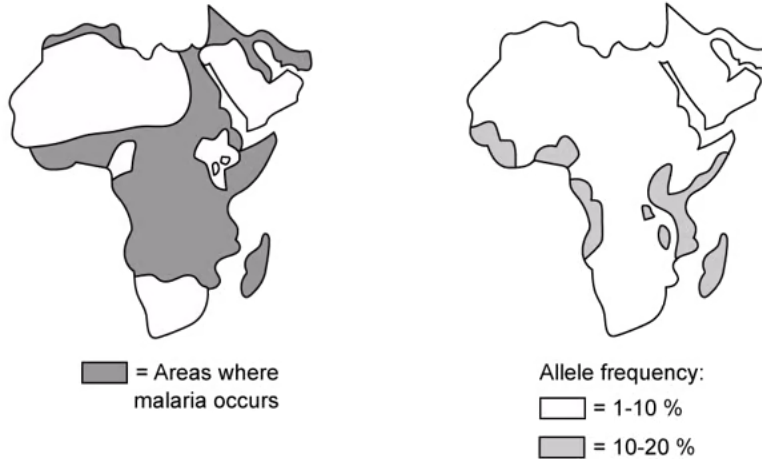 = Areas where
malaria occurs
Allele frequency:
= 1-10 %
= 10-20 %